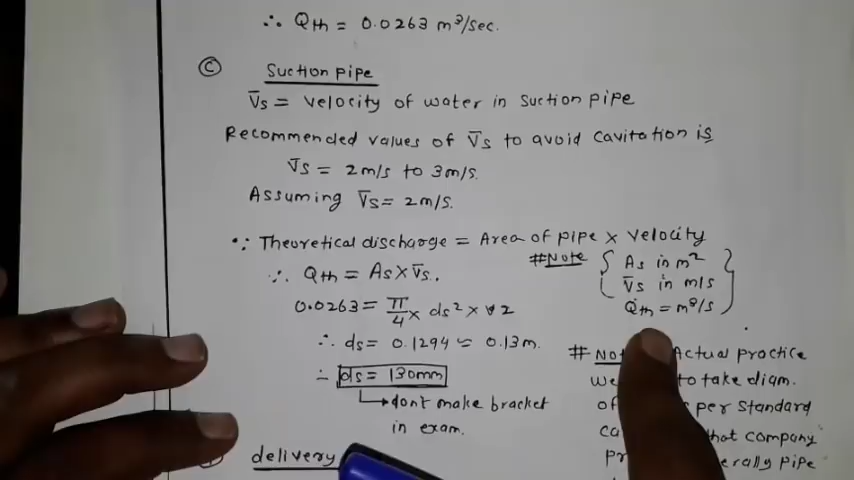 ∴ Qth = 0.0263 m³/sec.
C Suction pipe
V̄s = velocity of water in suction pipe
Recommended values of V̄s to avoid cavitation is
V̄s = 2m/s to 3m/s.
Assuming V̄s = 2m/s.
∵ Theoretical discharge = Area of pipe × velocity
∴ Qth = As × V̄s.
#Note { As in m²
V̄s in m/s
Qth = m³/s }
0.0263 = π/4 × ds² × 2
∴ ds = 0.1294 ≈ 0.13m.
∴ ds = 130mm
→ dont make bracket
in exam.
# Actual practice
we to take diam.
of per standard
that company
pipe
delivery